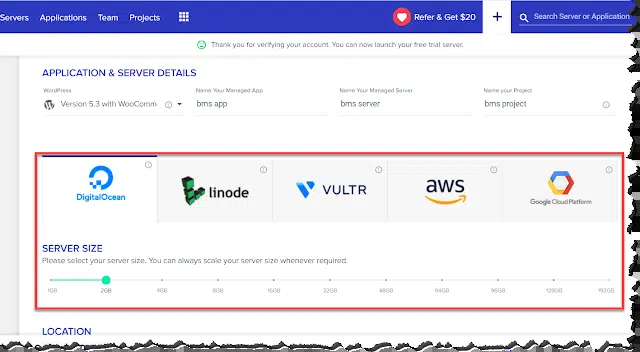 Servers Applications Team Projects Refer & Get $20 + Search Server or Application
Thank you for verifying your account. You can now launch your free trial server.
APPLICATION & SERVER DETAILS
WordPress Name Your Managed App Name Your Managed Server Name your Project
Version 5.3 with WooComm bms app bms server bms project
DigitalOcean linode VULTR aws Google Cloud Platform
SERVER SIZE
Please select your server size. You can always scale your server size whenever required.
1GB 2GB 4GB 8GB 16GB 32GB 48GB 64GB 96GB 128GB 192GB
LOCATION